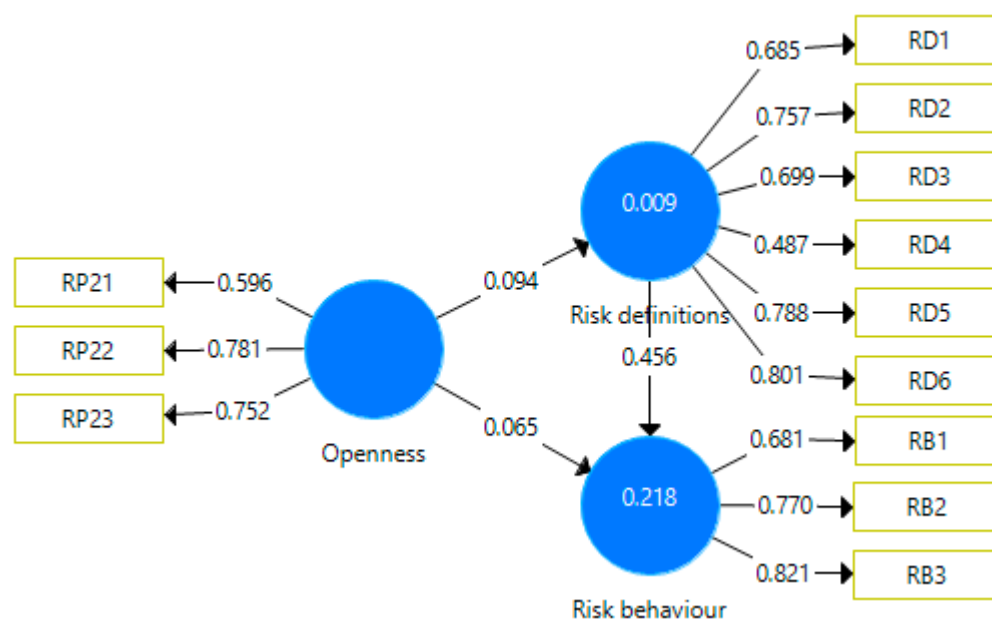 RD1
0.685
RD2
0.757
0.699
RD3
0.009
0.487
RD4
RP21
0.596
0.094
Risk definitions
0.788
RD5
RP22
0.781
0.456
0.801
RD6
RP23
0.752
0.065
0.681
RB1
Openness
0.218
0.770
RB2
0.821
RB3
Risk behaviour